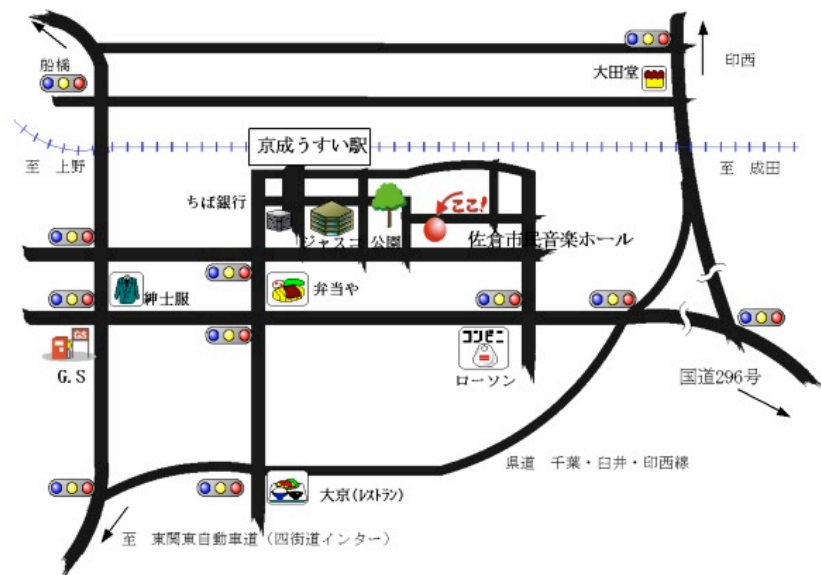 船橋
大田堂
印西
京成うすい駅
至 上野
至 成田
ちば銀行
ここ!
ジャスコ
公園
佐倉市民音楽ホール
紳士服
弁当や
GS
G.S
コンビニ
ローソン
国道296号
県道 千葉・臼井・印西線
大京(レストラン)
至 東関東自動車道(四街道インター)